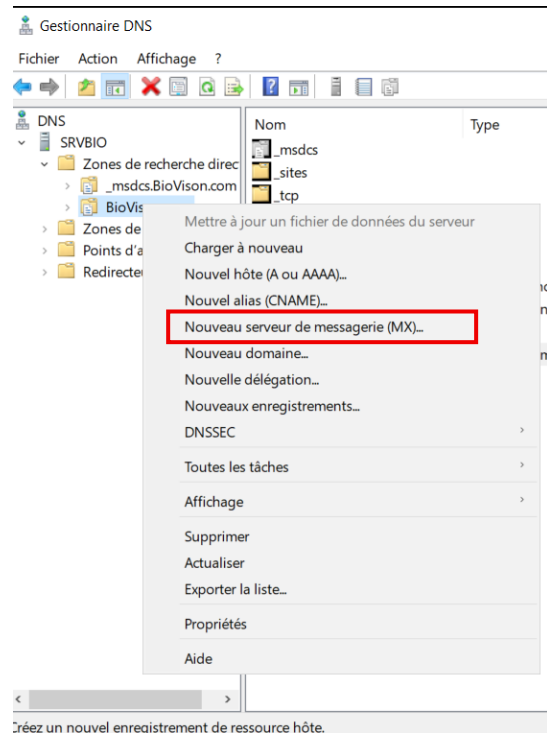 Gestionnaire DNS
Fichier Action Affichage ?
DNS
SRVBIO
Zones de recherche direc
_msdcs.BioVison.com
BioVis
Zones de
Points d'a
Redirecteu
Nom Type
_msdcs
_sites
_tcp
Mettre à jour un fichier de données du serveur
Charger à nouveau
Nouvel hôte (A ou AAAA)...
Nouvel alias (CNAME)...
Nouveau serveur de messagerie (MX)...
Nouveau domaine...
Nouvelle délégation...
Nouveaux enregistrements...
DNSSEC
Toutes les tâches
Affichage
Supprimer
Actualiser
Exporter la liste...
Propriétés
Aide
Créez un nouvel enregistrement de ressource hôte.